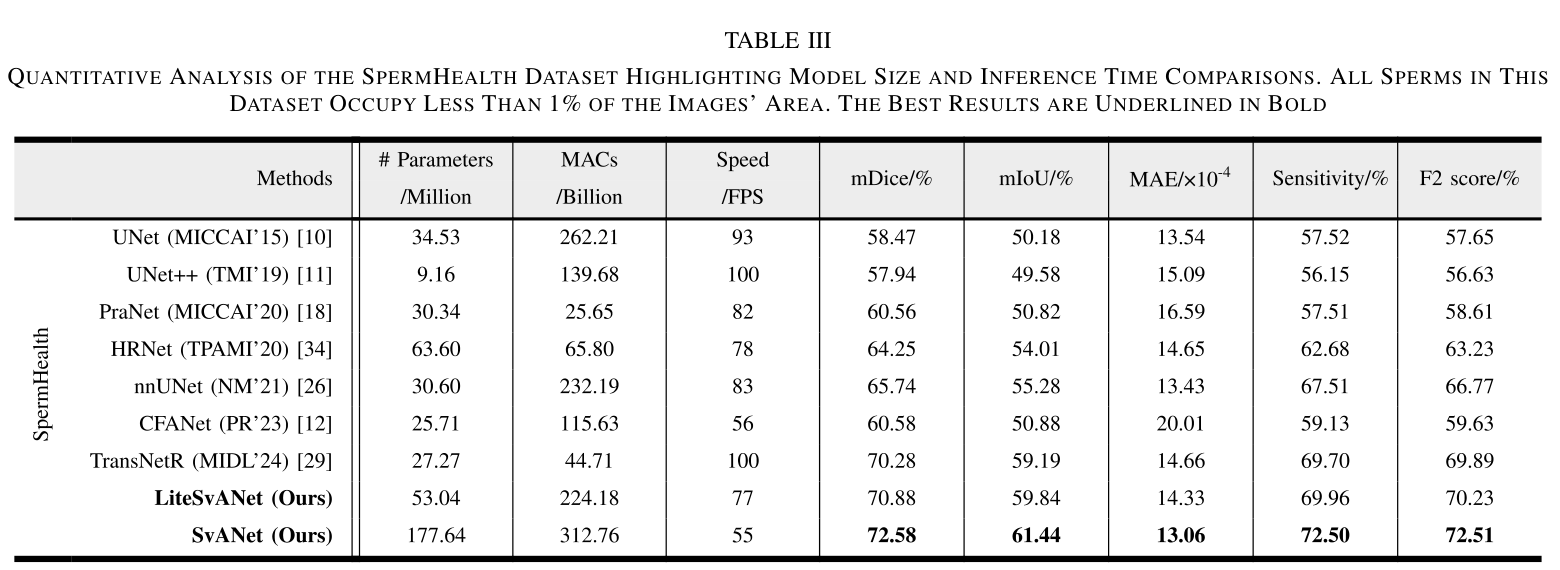 TABLE III
QUANTITATIVE ANALYSIS OF THE SPERMHEALTH DATASET HIGHLIGHTING MODEL SIZE AND INFERENCE TIME COMPARISONS. ALL SPERMS IN THIS
DATASET OCCUPY LESS THAN 1% OF THE IMAGES' AREA. THE BEST RESULTS ARE UNDERLINED IN BOLD
Methods # Parameters /Million MACs /Billion Speed /FPS mDice/% mIoU/% MAE/×10-4 Sensitivity/% F2 score/%
SpermHealth
UNet (MICCAI'15) [10] 34.53 262.21 93 58.47 50.18 13.54 57.52 57.65
UNet++ (TMI'19) [11] 9.16 139.68 100 57.94 49.58 15.09 56.15 56.63
PraNet (MICCAI'20) [18] 30.34 25.65 82 60.56 50.82 16.59 57.51 58.61
HRNet (TPAMI'20) [34] 63.60 65.80 78 64.25 54.01 14.65 62.68 63.23
nnUNet (NM'21) [26] 30.60 232.19 83 65.74 55.28 13.43 67.51 66.77
CFANet (PR'23) [12] 25.71 115.63 56 60.58 50.88 20.01 59.13 59.63
TransNetR (MIDL'24) [29] 27.27 44.71 100 70.28 59.19 14.66 69.70 69.89
LiteSvANet (Ours) 53.04 224.18 77 70.88 59.84 14.33 69.96 70.23
SvANet (Ours) 177.64 312.76 55 72.58 61.44 13.06 72.50 72.51